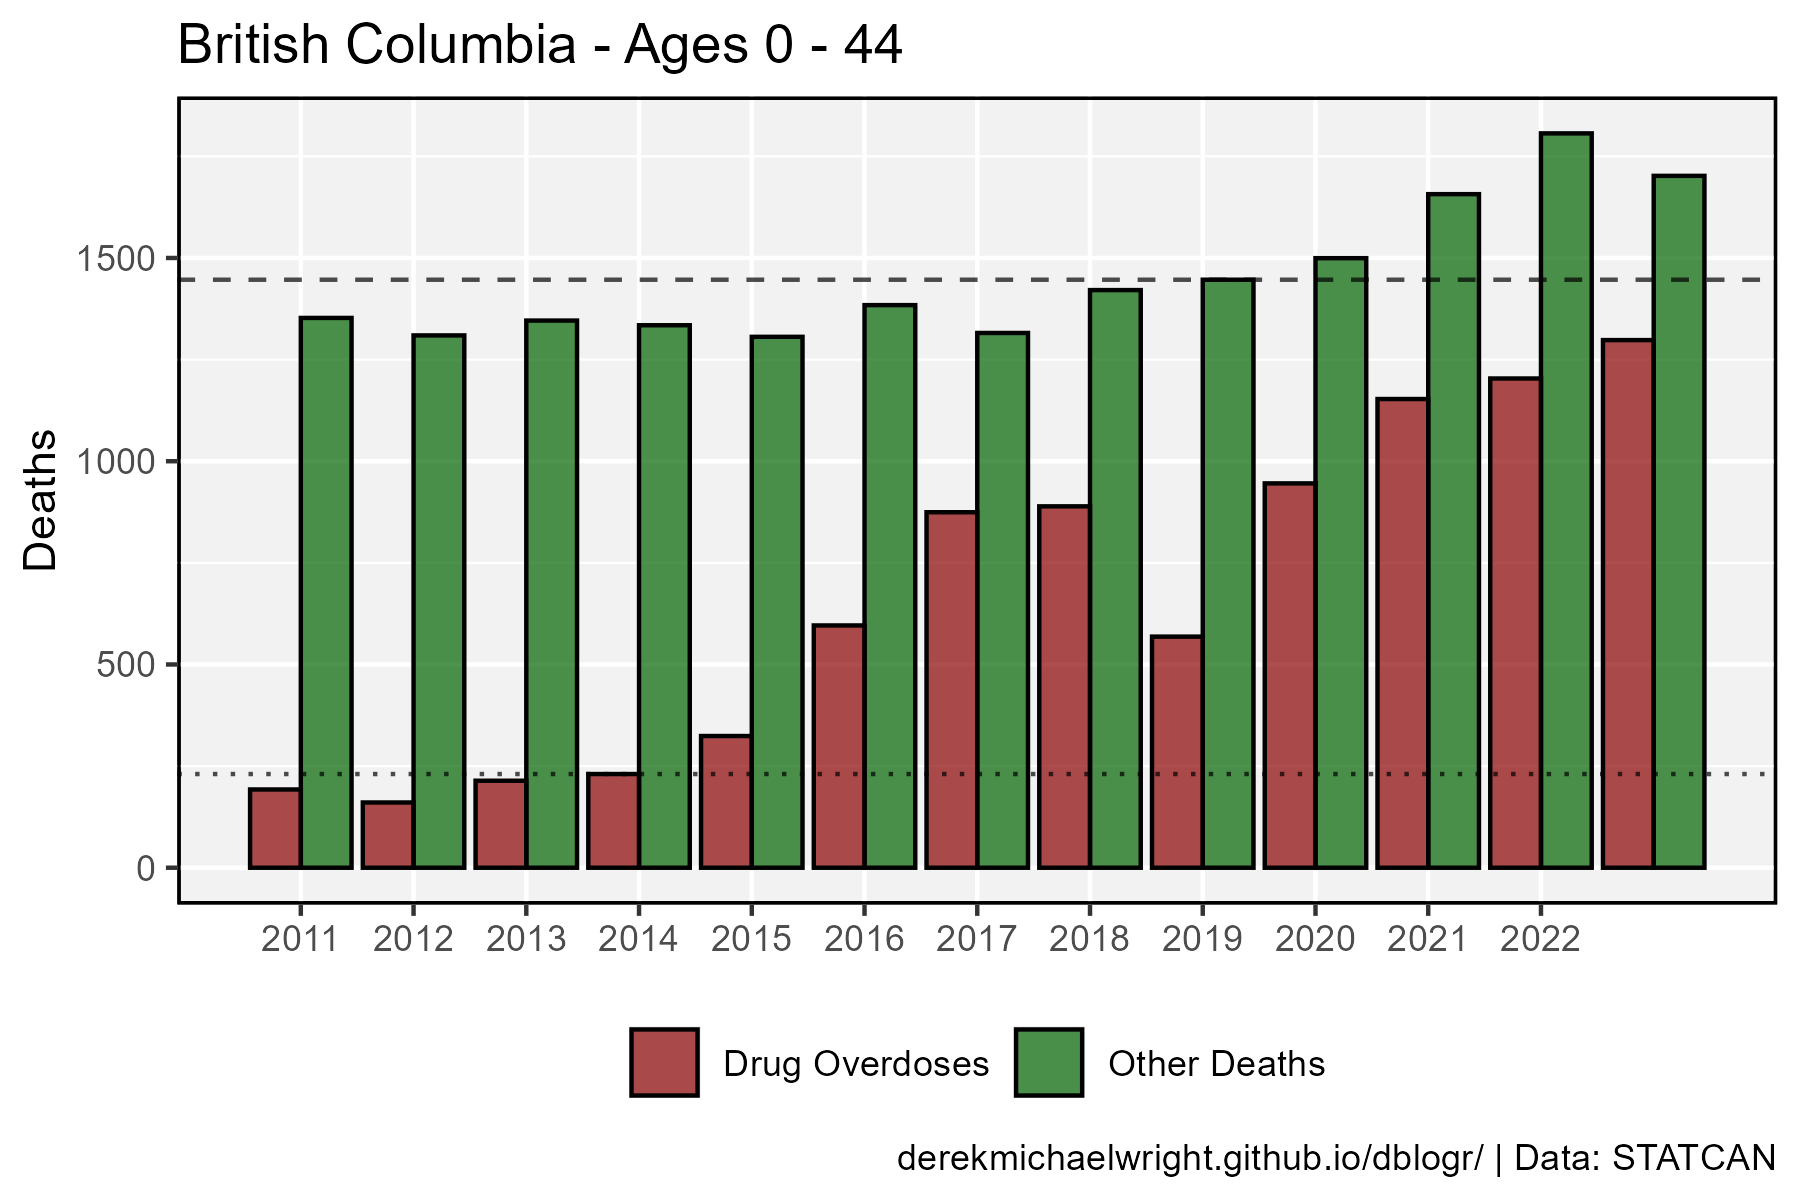 British Columbia - Ages 0 - 44
Deaths
1500
1000
500
0
2011 2012 2013 2014 2015 2016 2017 2018 2019 2020 2021 2022
Drug Overdoses Other Deaths
derekmichaelwright.github.io/dblogr/ | Data: STATCAN